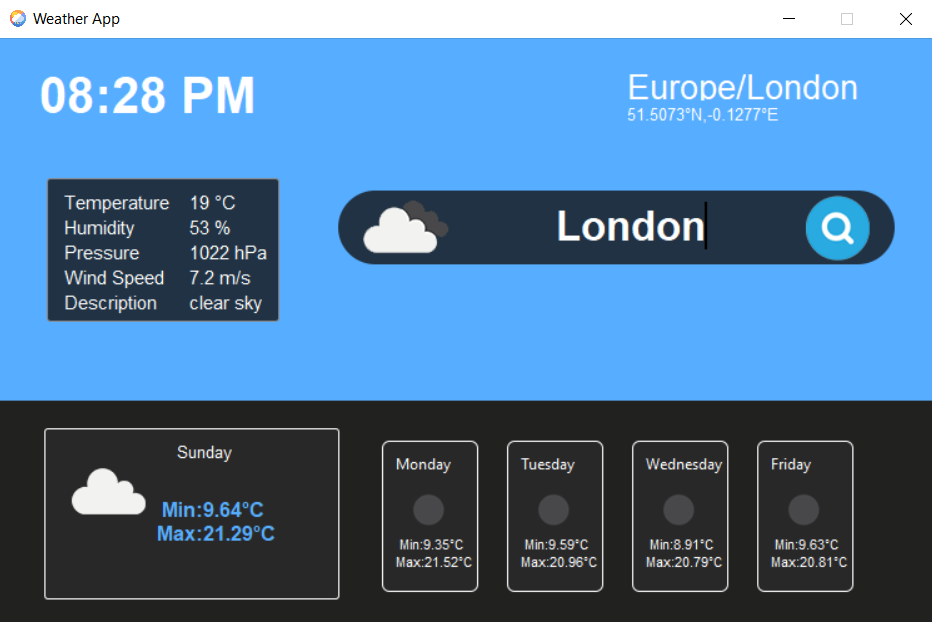 Weather App
08:28 PM
Europe/London
51.5073°N,-0.1277°E
Temperature 19 °C
Humidity 53 %
Pressure 1022 hPa
Wind Speed 7.2 m/s
Description clear sky
London
Sunday
Min:9.64°C
Max:21.29°C
Monday
Min:9.35°C
Max:21.52°C
Tuesday
Min:9.59°C
Max:20.96°C
Wednesday
Min:8.91°C
Max:20.79°C
Friday
Min:9.63°C
Max:20.81°C